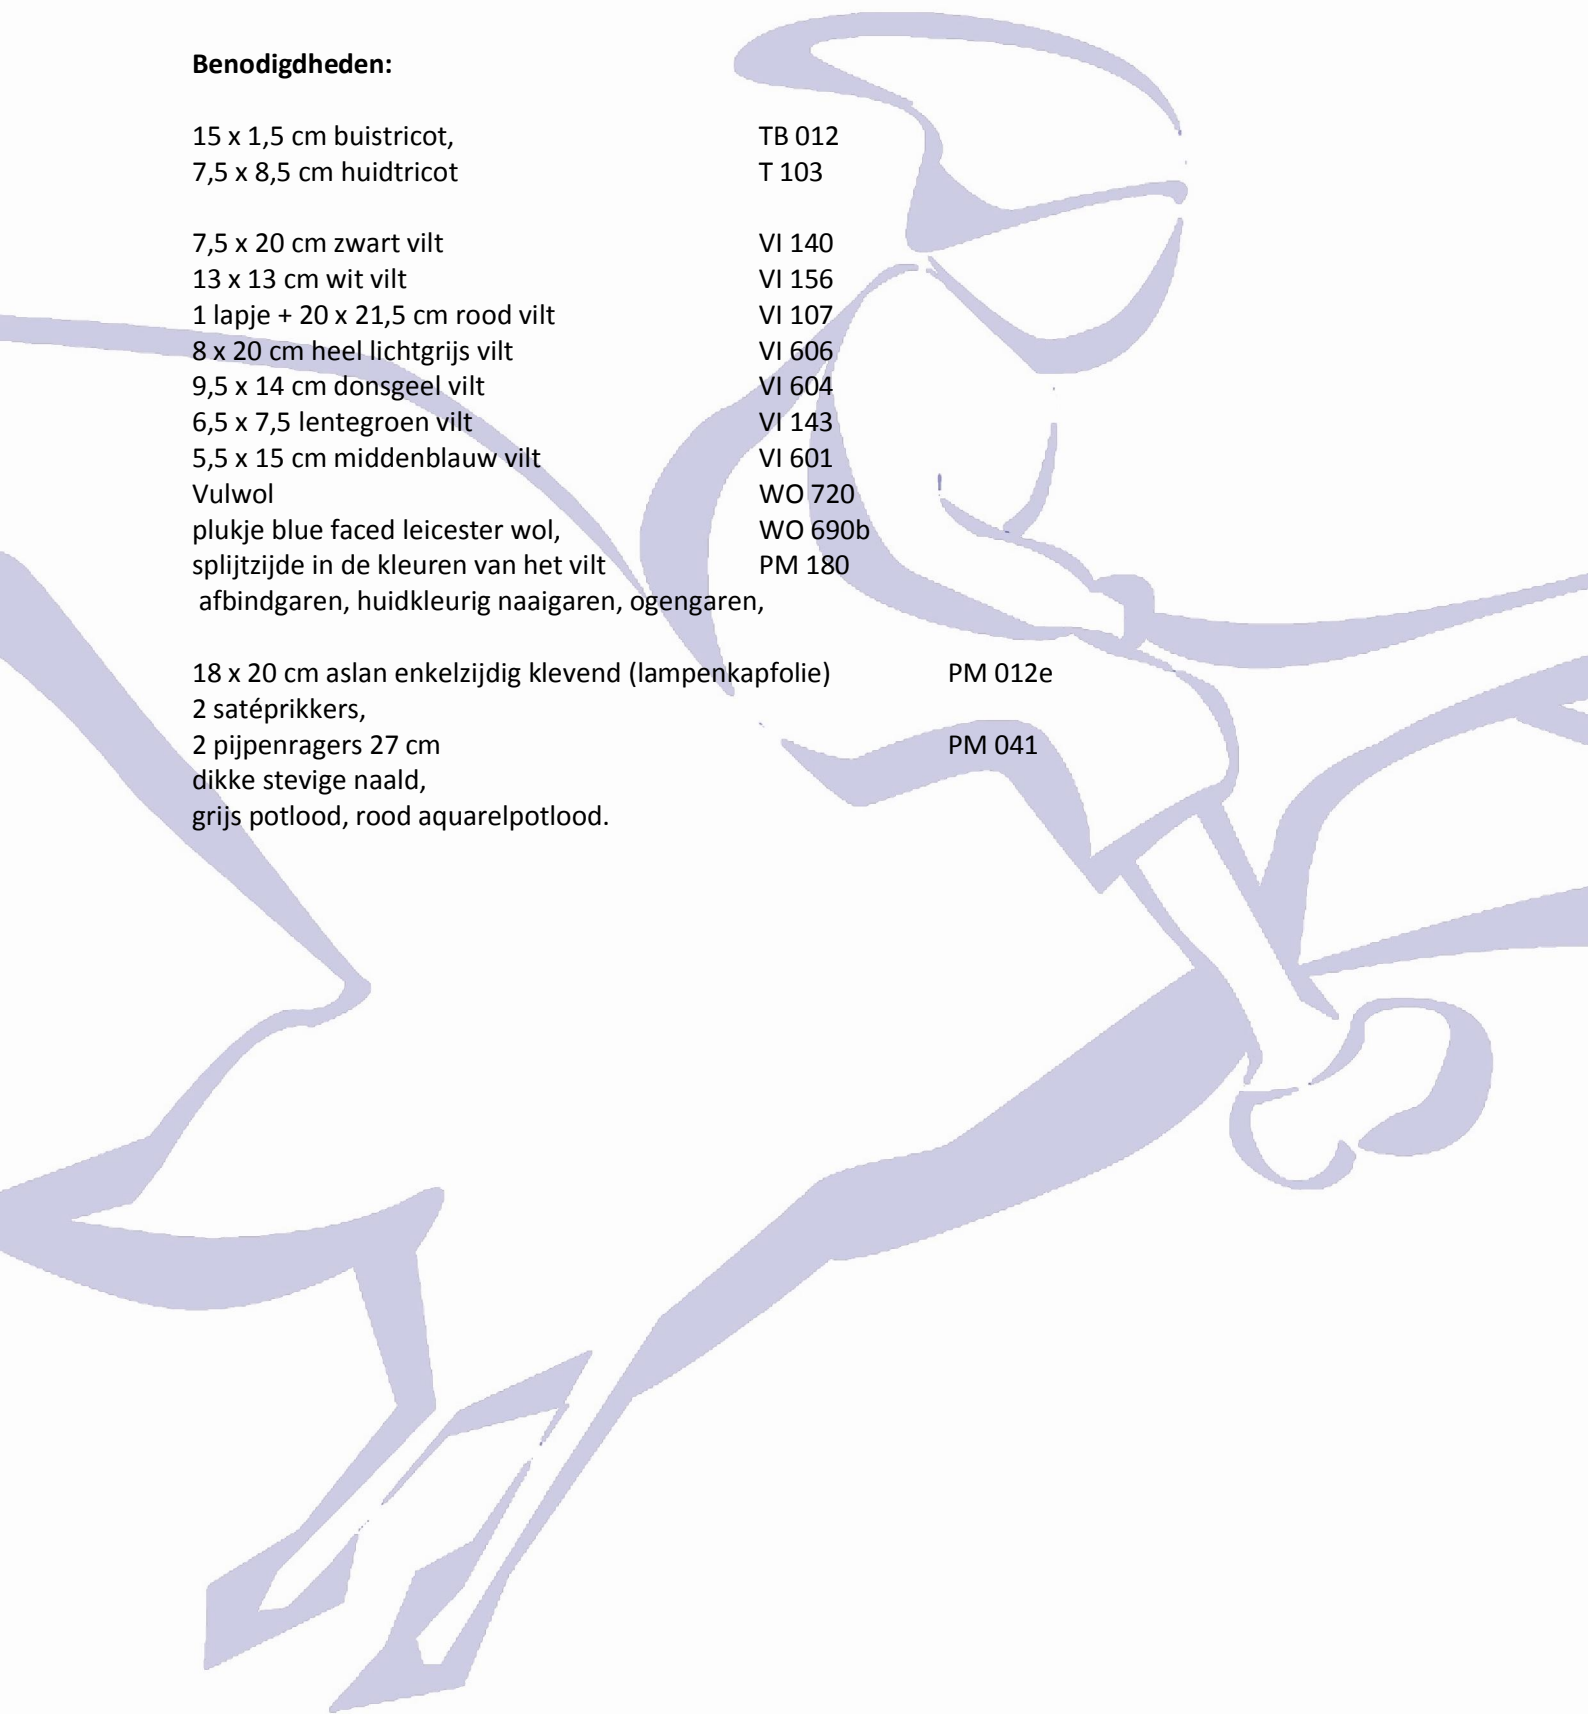 Benodigdheden:
15 x 1,5 cm buistricot, TB 012
7,5 x 8,5 cm huidtricot T 103
7,5 x 20 cm zwart vilt VI 140
13 x 13 cm wit vilt VI 156
1 lapje + 20 x 21,5 cm rood vilt VI 107
8 x 20 cm heel lichtgrijs vilt VI 606
9,5 x 14 cm donsgeel vilt VI 604
6,5 x 7,5 lentegroen vilt VI 143
5,5 x 15 cm middenblauw vilt VI 601
Vulwol WO 720
plukje blue faced leicester wol, WO 690b
splijtzijde in de kleuren van het vilt PM 180
afbindgaren, huidkleurig naaigaren, ogengaren,
18 x 20 cm aslan enkelzijdig klevend (lampenkapfolie) PM 012e
2 satéprikkers,
2 pijpenragers 27 cm PM 041
dikke stevige naald,
grijs potlood, rood aquarelpotlood.